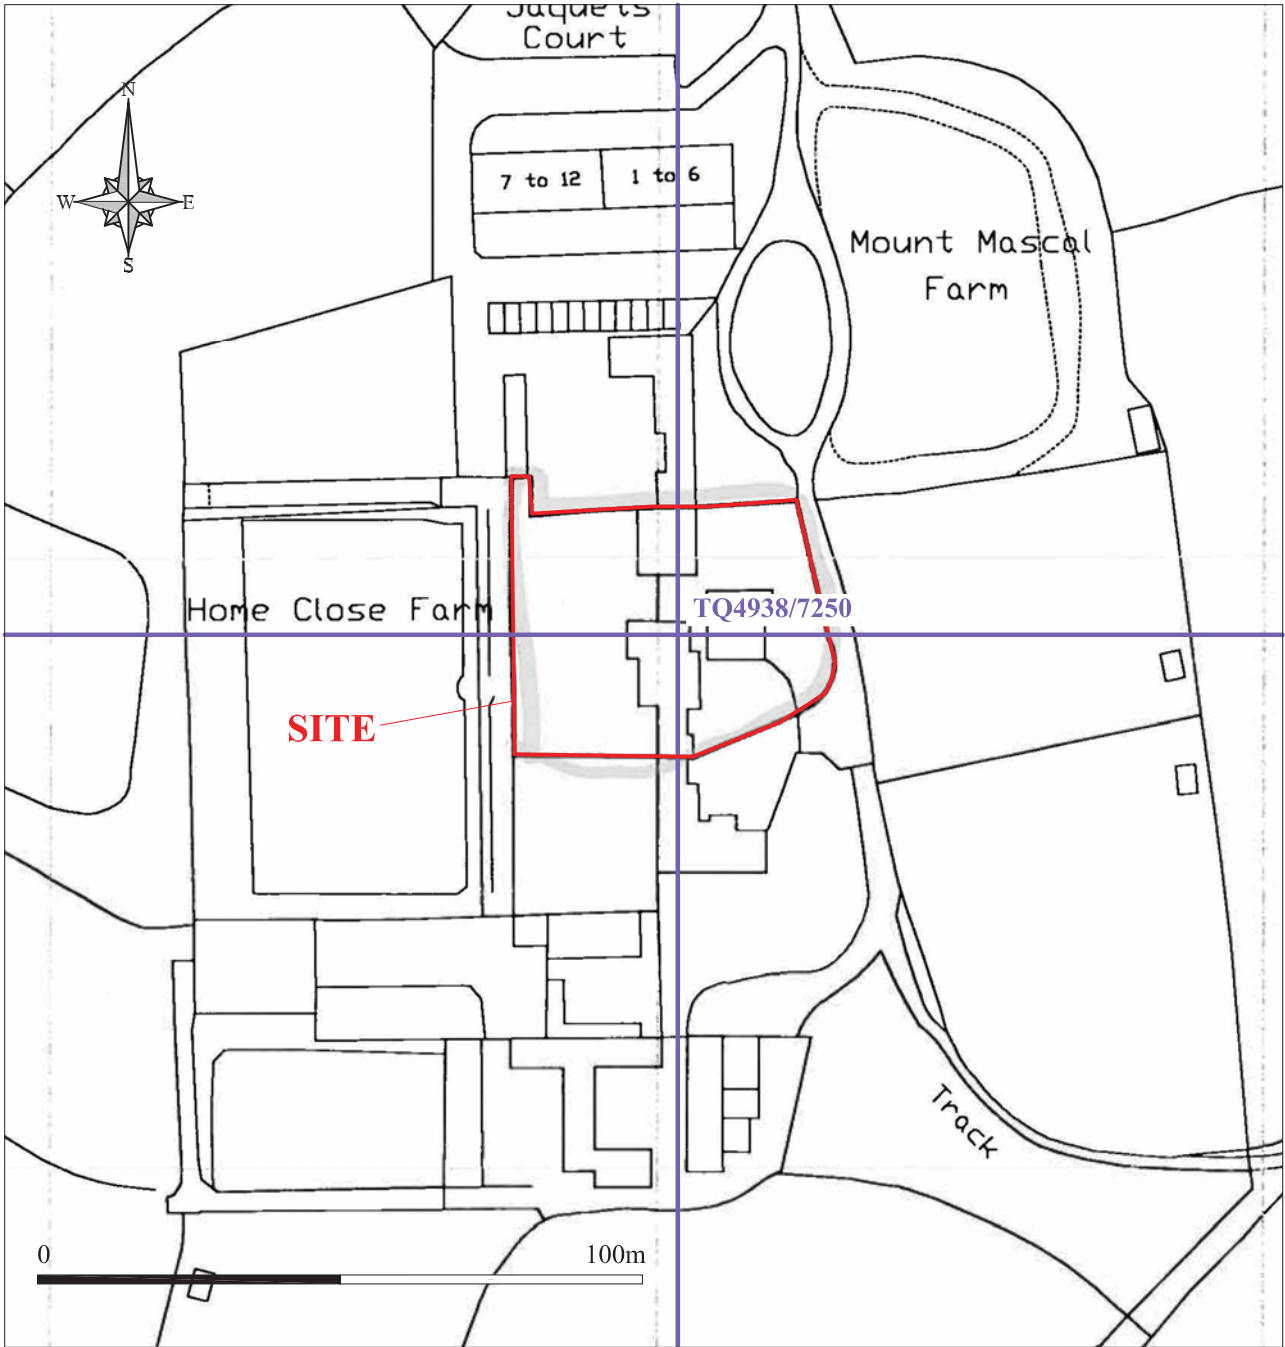 Jaquets
Court
N
W E
S
7 to 12 1 to 6
Mount Mascal
Farm
Home Close Farm
TQ4938/7250
SITE
Track
0 100m